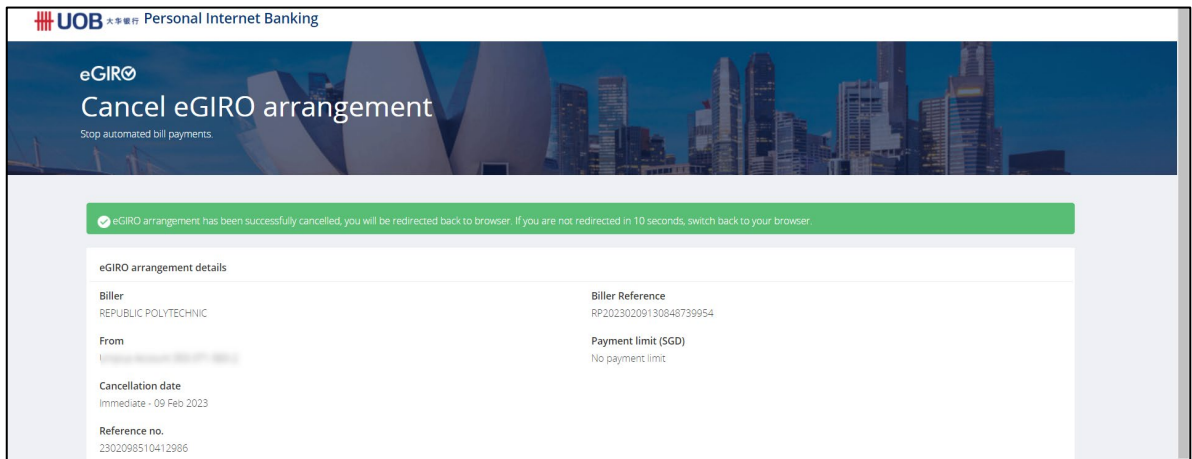 UOB 大华银行 Personal Internet Banking
eGIRO
Cancel eGIRO arrangement
Stop automated bill payments.
eGIRO arrangement has been successfully cancelled, you will be redirected back to browser. If you are not redirected in 10 seconds, switch back to your browser.
eGIRO arrangement details
Biller
REPUBLIC POLYTECHNIC
Biller Reference
RP20230209130848739954
From
Payment limit (SGD)
No payment limit
Cancellation date
Immediate - 09 Feb 2023
Reference no.
2302098510412986